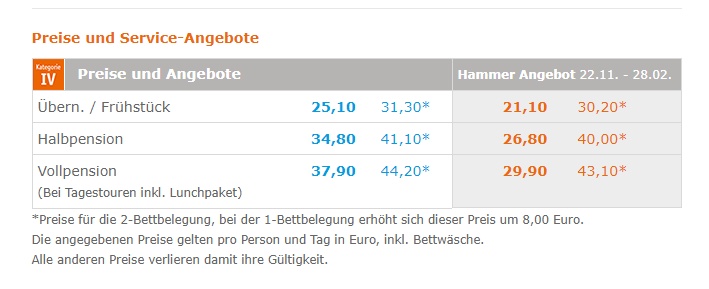 Preise und Service-Angebote
Kategorie
IV
Preise und Angebote Hammer Angebot 22.11. - 28.02.
Übern. / Frühstück 25,10 31,30* 21,10 30,20*
Halbpension 34,80 41,10* 26,80 40,00*
Vollpension 37,90 44,20* 29,90 43,10*
(Bei Tagestouren inkl. Lunchpaket)
*Preise für die 2-Bettbelegung, bei der 1-Bettbelegung erhöht sich dieser Preis um 8,00 Euro.
Die angegebenen Preise gelten pro Person und Tag in Euro, inkl. Bettwäsche.
Alle anderen Preise verlieren damit ihre Gültigkeit.